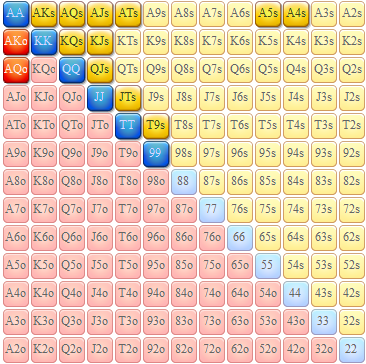 AA AKs AQs AJs ATs A9s A8s A7s A6s A5s A4s A3s A2s
AKo KK KQs KJs KTs K9s K8s K7s K6s K5s K4s K3s K2s
AQo KQo QQ QJs QTs Q9s Q8s Q7s Q6s Q5s Q4s Q3s Q2s
AJo KJo QJo JJ JTs J9s J8s J7s J6s J5s J4s J3s J2s
ATo KTo QTo JTo TT T9s T8s T7s T6s T5s T4s T3s T2s
A9o K9o Q9o J9o T9o 99 98s 97s 96s 95s 94s 93s 92s
A8o K8o Q8o J8o T8o 98o 88 87s 86s 85s 84s 83s 82s
A7o K7o Q7o J7o T7o 97o 87o 77 76s 75s 74s 73s 72s
A6o K6o Q6o J6o T6o 96o 86o 76o 66 65s 64s 63s 62s
A5o K5o Q5o J5o T5o 95o 85o 75o 65o 55 54s 53s 52s
A4o K4o Q4o J4o T4o 94o 84o 74o 64o 54o 44 43s 42s
A3o K3o Q3o J3o T3o 93o 83o 73o 63o 53o 43o 33 32s
A2o K2o Q2o J2o T2o 92o 82o 72o 62o 52o 42o 32o 22